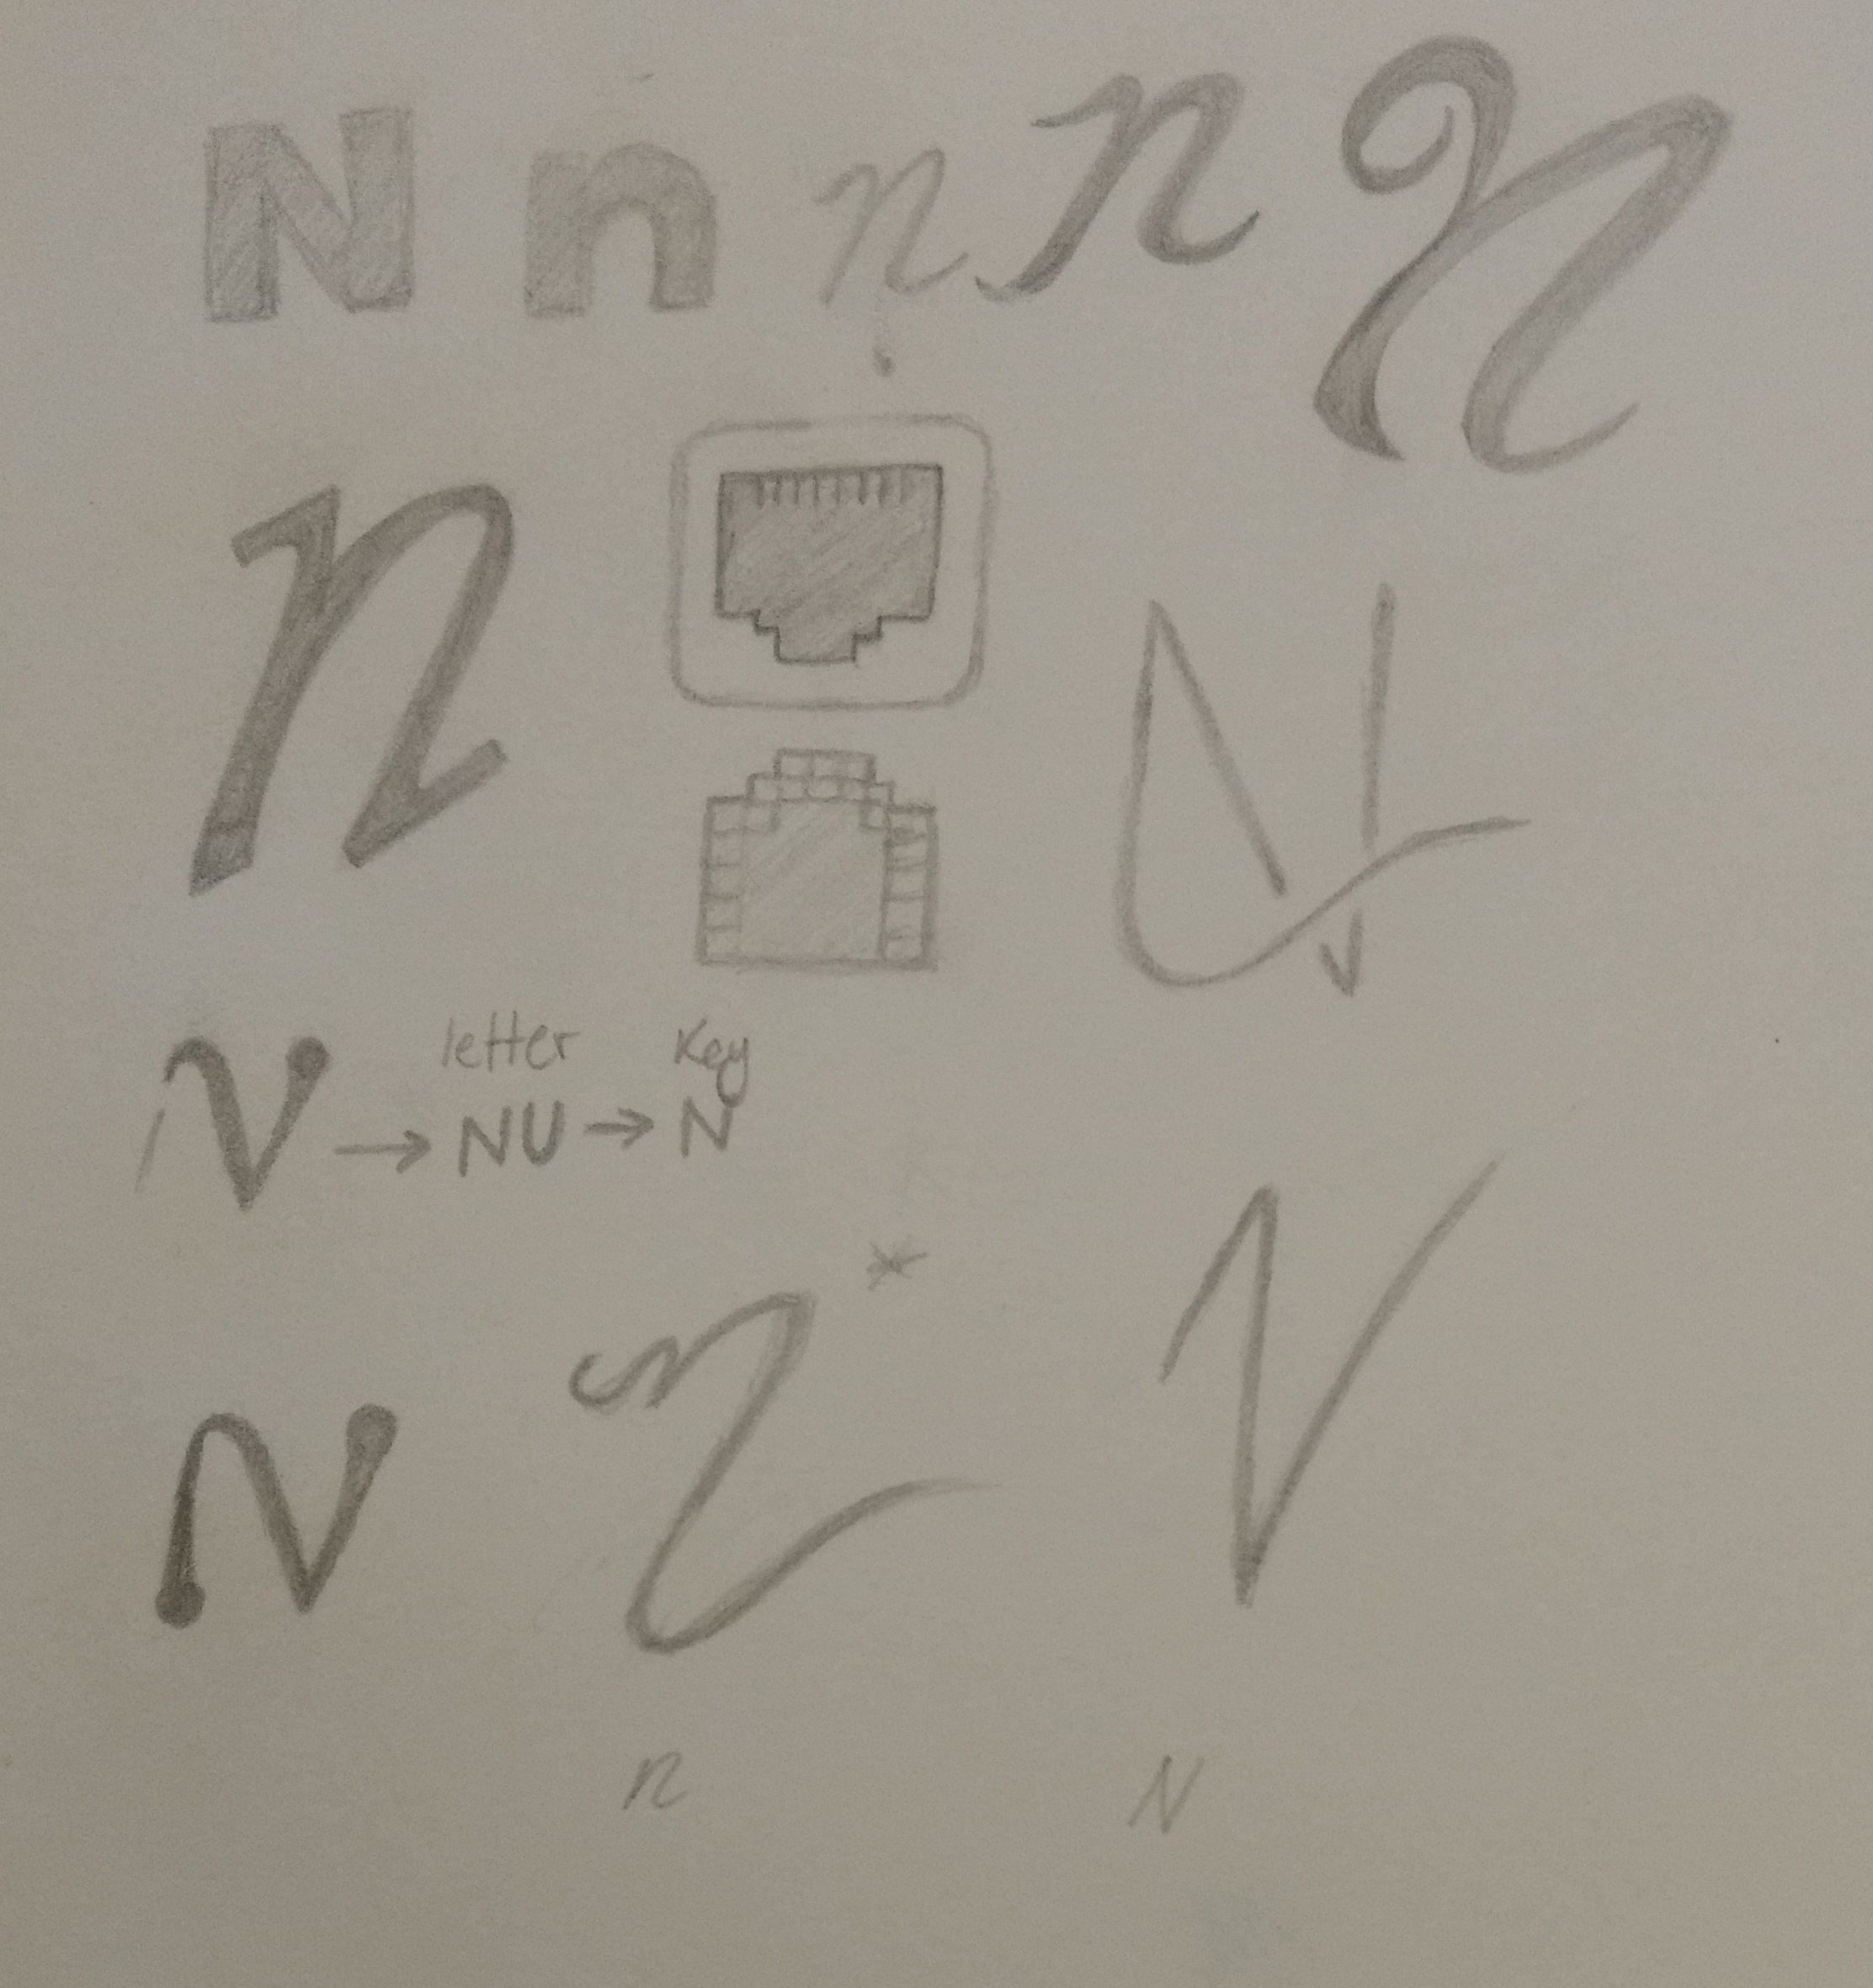 N n n n n
n
N
letter Key
ν → NU → N
*
N n N
n N